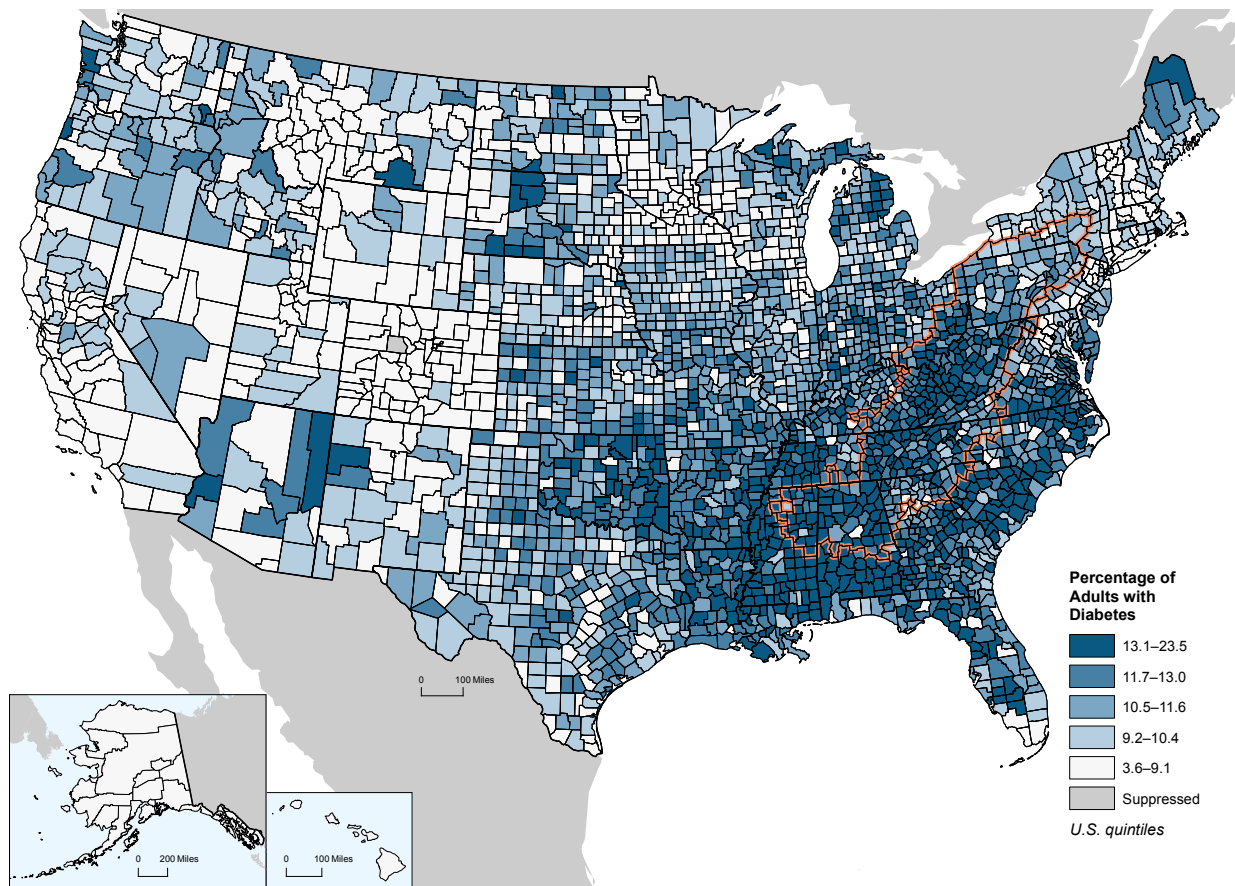 0 100 Miles
0 200 Miles
0 100 Miles
Percentage of
Adults with
Diabetes
13.1–23.5
11.7–13.0
10.5–11.6
9.2–10.4
3.6–9.1
Suppressed
U.S. quintiles